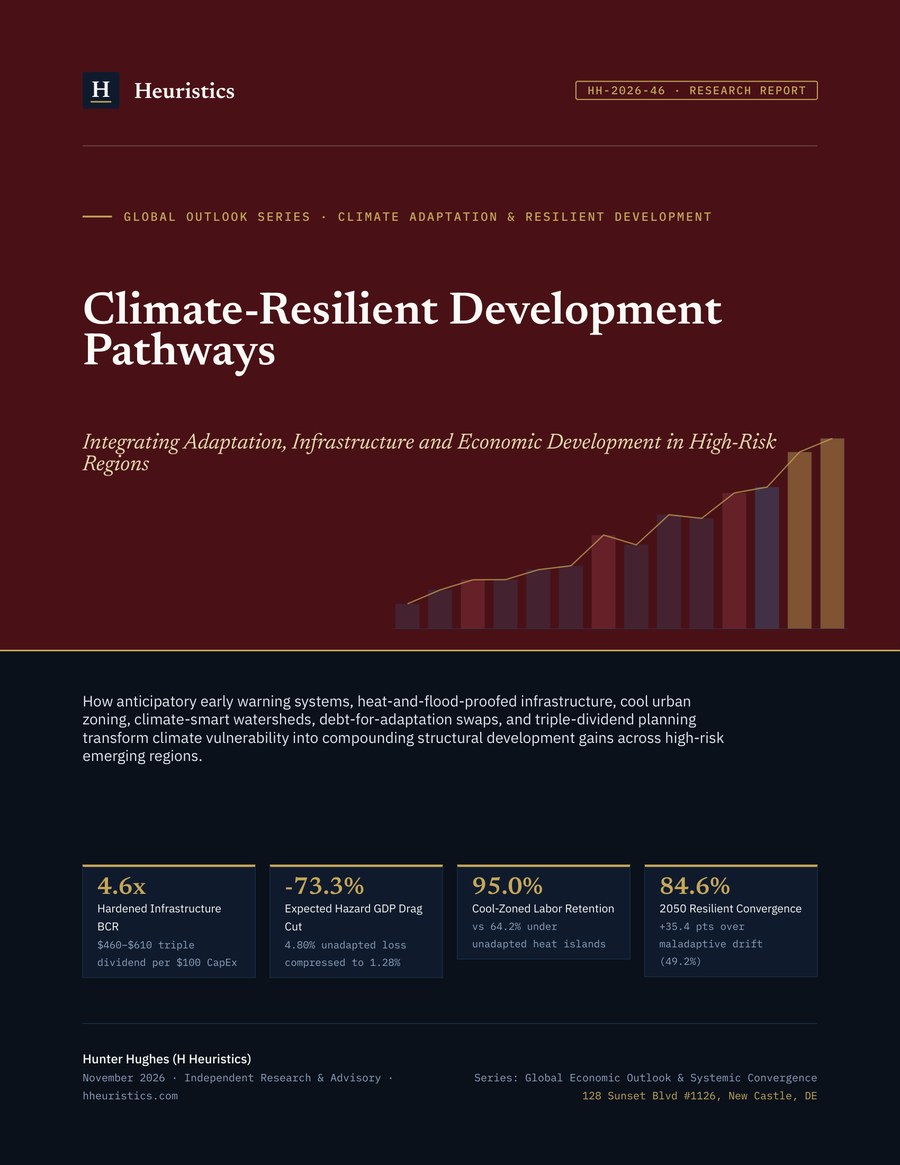 H
Heuristics
HH-2026-46 · RESEARCH REPORT
GLOBAL OUTLOOK SERIES · CLIMATE ADAPTATION & RESILIENT DEVELOPMENT
Climate-Resilient Development
Pathways
Integrating Adaptation, Infrastructure and Economic Development in High-Risk
Regions
How anticipatory early warning systems, heat-and-flood-proofed infrastructure, cool urban
zoning, climate-smart watersheds, debt-for-adaptation swaps, and triple-dividend planning
transform climate vulnerability into compounding structural development gains across high-risk
emerging regions.
4.6x
Hardened Infrastructure
BCR
$460–$610 triple
dividend per $100 CapEx
-73.3%
Expected Hazard GDP Drag
Cut
4.80% unadapted loss
compressed to 1.28%
95.0%
Cool-Zoned Labor Retention
vs 64.2% under
unadapted heat islands
84.6%
2050 Resilient Convergence
+35.4 pts over
maladaptive drift
(49.2%)
Hunter Hughes (H Heuristics)
November 2026 · Independent Research & Advisory ·
hheuristics.com
Series: Global Economic Outlook & Systemic Convergence
128 Sunset Blvd #1126, New Castle, DE